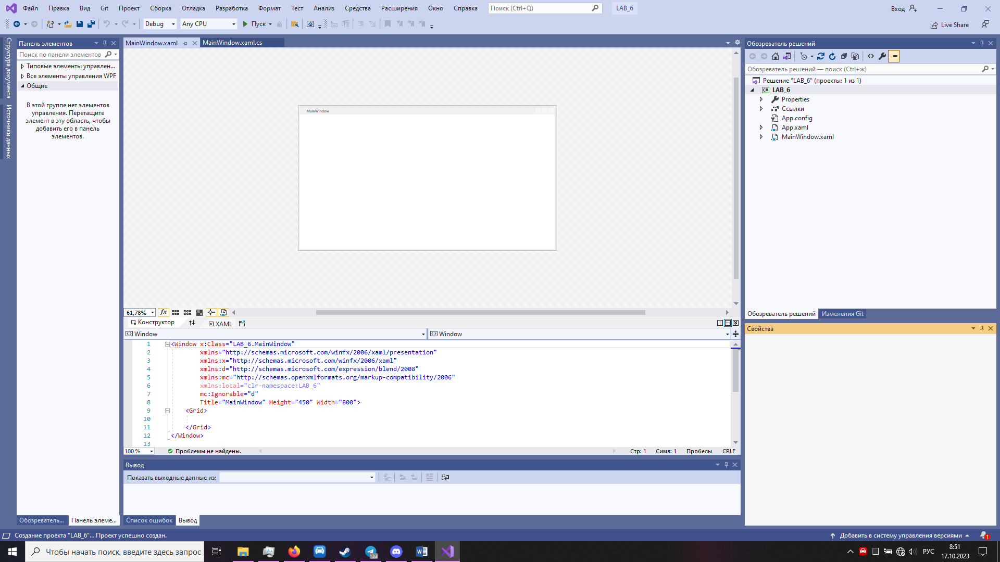 Файл Правка Вид Git Проект Сборка Отладка Разработка Формат Тест Анализ Средства Расширения Окно Справка Поиск (Ctrl+Q) LAB_6 Вход
Debug Any CPU Пуск Live Share
Структура документа
Источники данных
Панель элементов
Поиск по панели элементов
Типовые элементы управлен...
Все элементы управления WPF
Общие
В этой группе нет элементов
управления. Перетащите
элемент в эту область, чтобы
добавить его в панель
элементов.
Обозреватель... Панель элеме...
MainWindow.xaml MainWindow.xaml.cs
MainWindow
61,78%
Конструктор XAML
Window Window
1 <Window x:Class="LAB_6.MainWindow"
2 xmlns="http://schemas.microsoft.com/winfx/2006/xaml/presentation"
3 xmlns:x="http://schemas.microsoft.com/winfx/2006/xaml"
4 xmlns:d="http://schemas.microsoft.com/expression/blend/2008"
5 xmlns:mc="http://schemas.openxmlformats.org/markup-compatibility/2006"
6 xmlns:local="clr-namespace:LAB_6"
7 mc:Ignorable="d"
8 Title="MainWindow" Height="450" Width="800">
9 <Grid>
10
11 </Grid>
12 </Window>
13
100 % Проблемы не найдены. Стр: 1 Симв: 1 Пробелы CRLF
Вывод
Показать выходные данные из:
Список ошибок Вывод
Обозреватель решений
Обозреватель решений — поиск (Ctrl+ж)
Решение "LAB_6" (проекты: 1 из 1)
LAB_6
Properties
Ссылки
App.config
App.xaml
MainWindow.xaml
Обозреватель решений Изменения Git
Свойства
Создание проекта "LAB_6"... Проект успешно создан. Добавить в систему управления версиями 1
Чтобы начать поиск, введите здесь запрос 133 РУС 8:51
17.10.2023